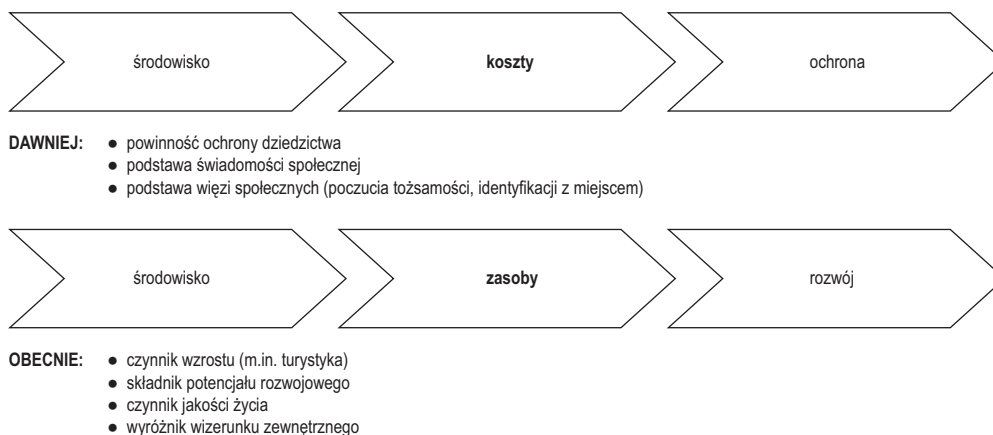 środowisko koszty ochrona
DAWNIEJ: ● powinność ochrony dziedzictwa
● podstawa świadomości społecznej
● podstawa więzi społecznych (poczucia tożsamości, identyfikacji z miejscem)
środowisko zasoby rozwój
OBECNIE: ● czynnik wzrostu (m.in. turystyka)
● składnik potencjału rozwojowego
● czynnik jakości życia
● wyróżnik wizerunku zewnętrznego